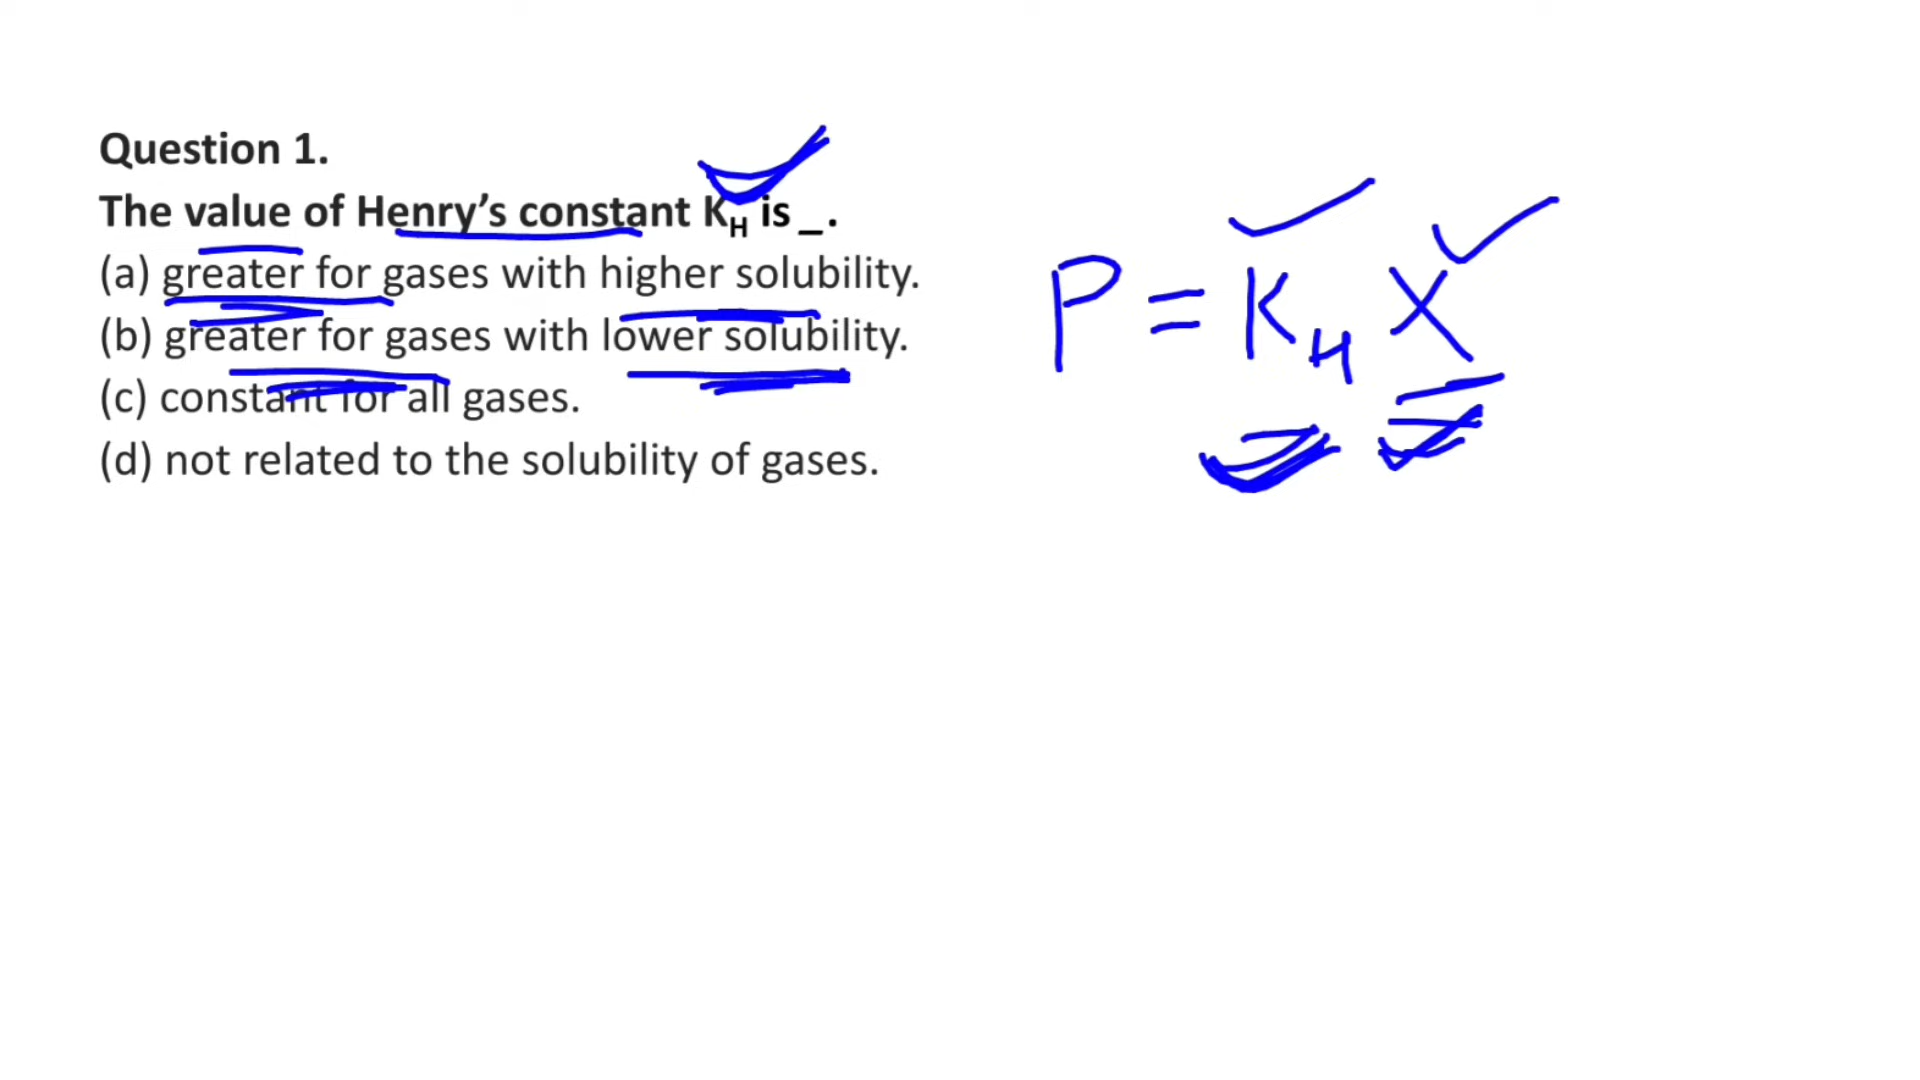 Question 1.
The value of Henry’s constant K_H is _.
(a) greater for gases with higher solubility.
(b) greater for gases with lower solubility.
(c) constant for all gases.
(d) not related to the solubility of gases.
P = K_H X